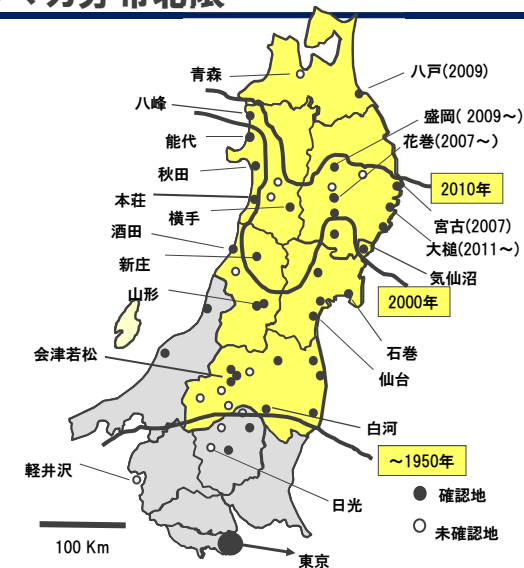 青森
八戸(2009)
八峰
盛岡( 2009~)
能代
花巻(2007~)
秋田
2010年
本荘
横手
宮古(2007)
酒田
大槌(2011~)
新庄
気仙沼
山形
2000年
会津若松
石巻
仙台
白河
~1950年
軽井沢
日光
確認地
未確認地
100 Km
東京